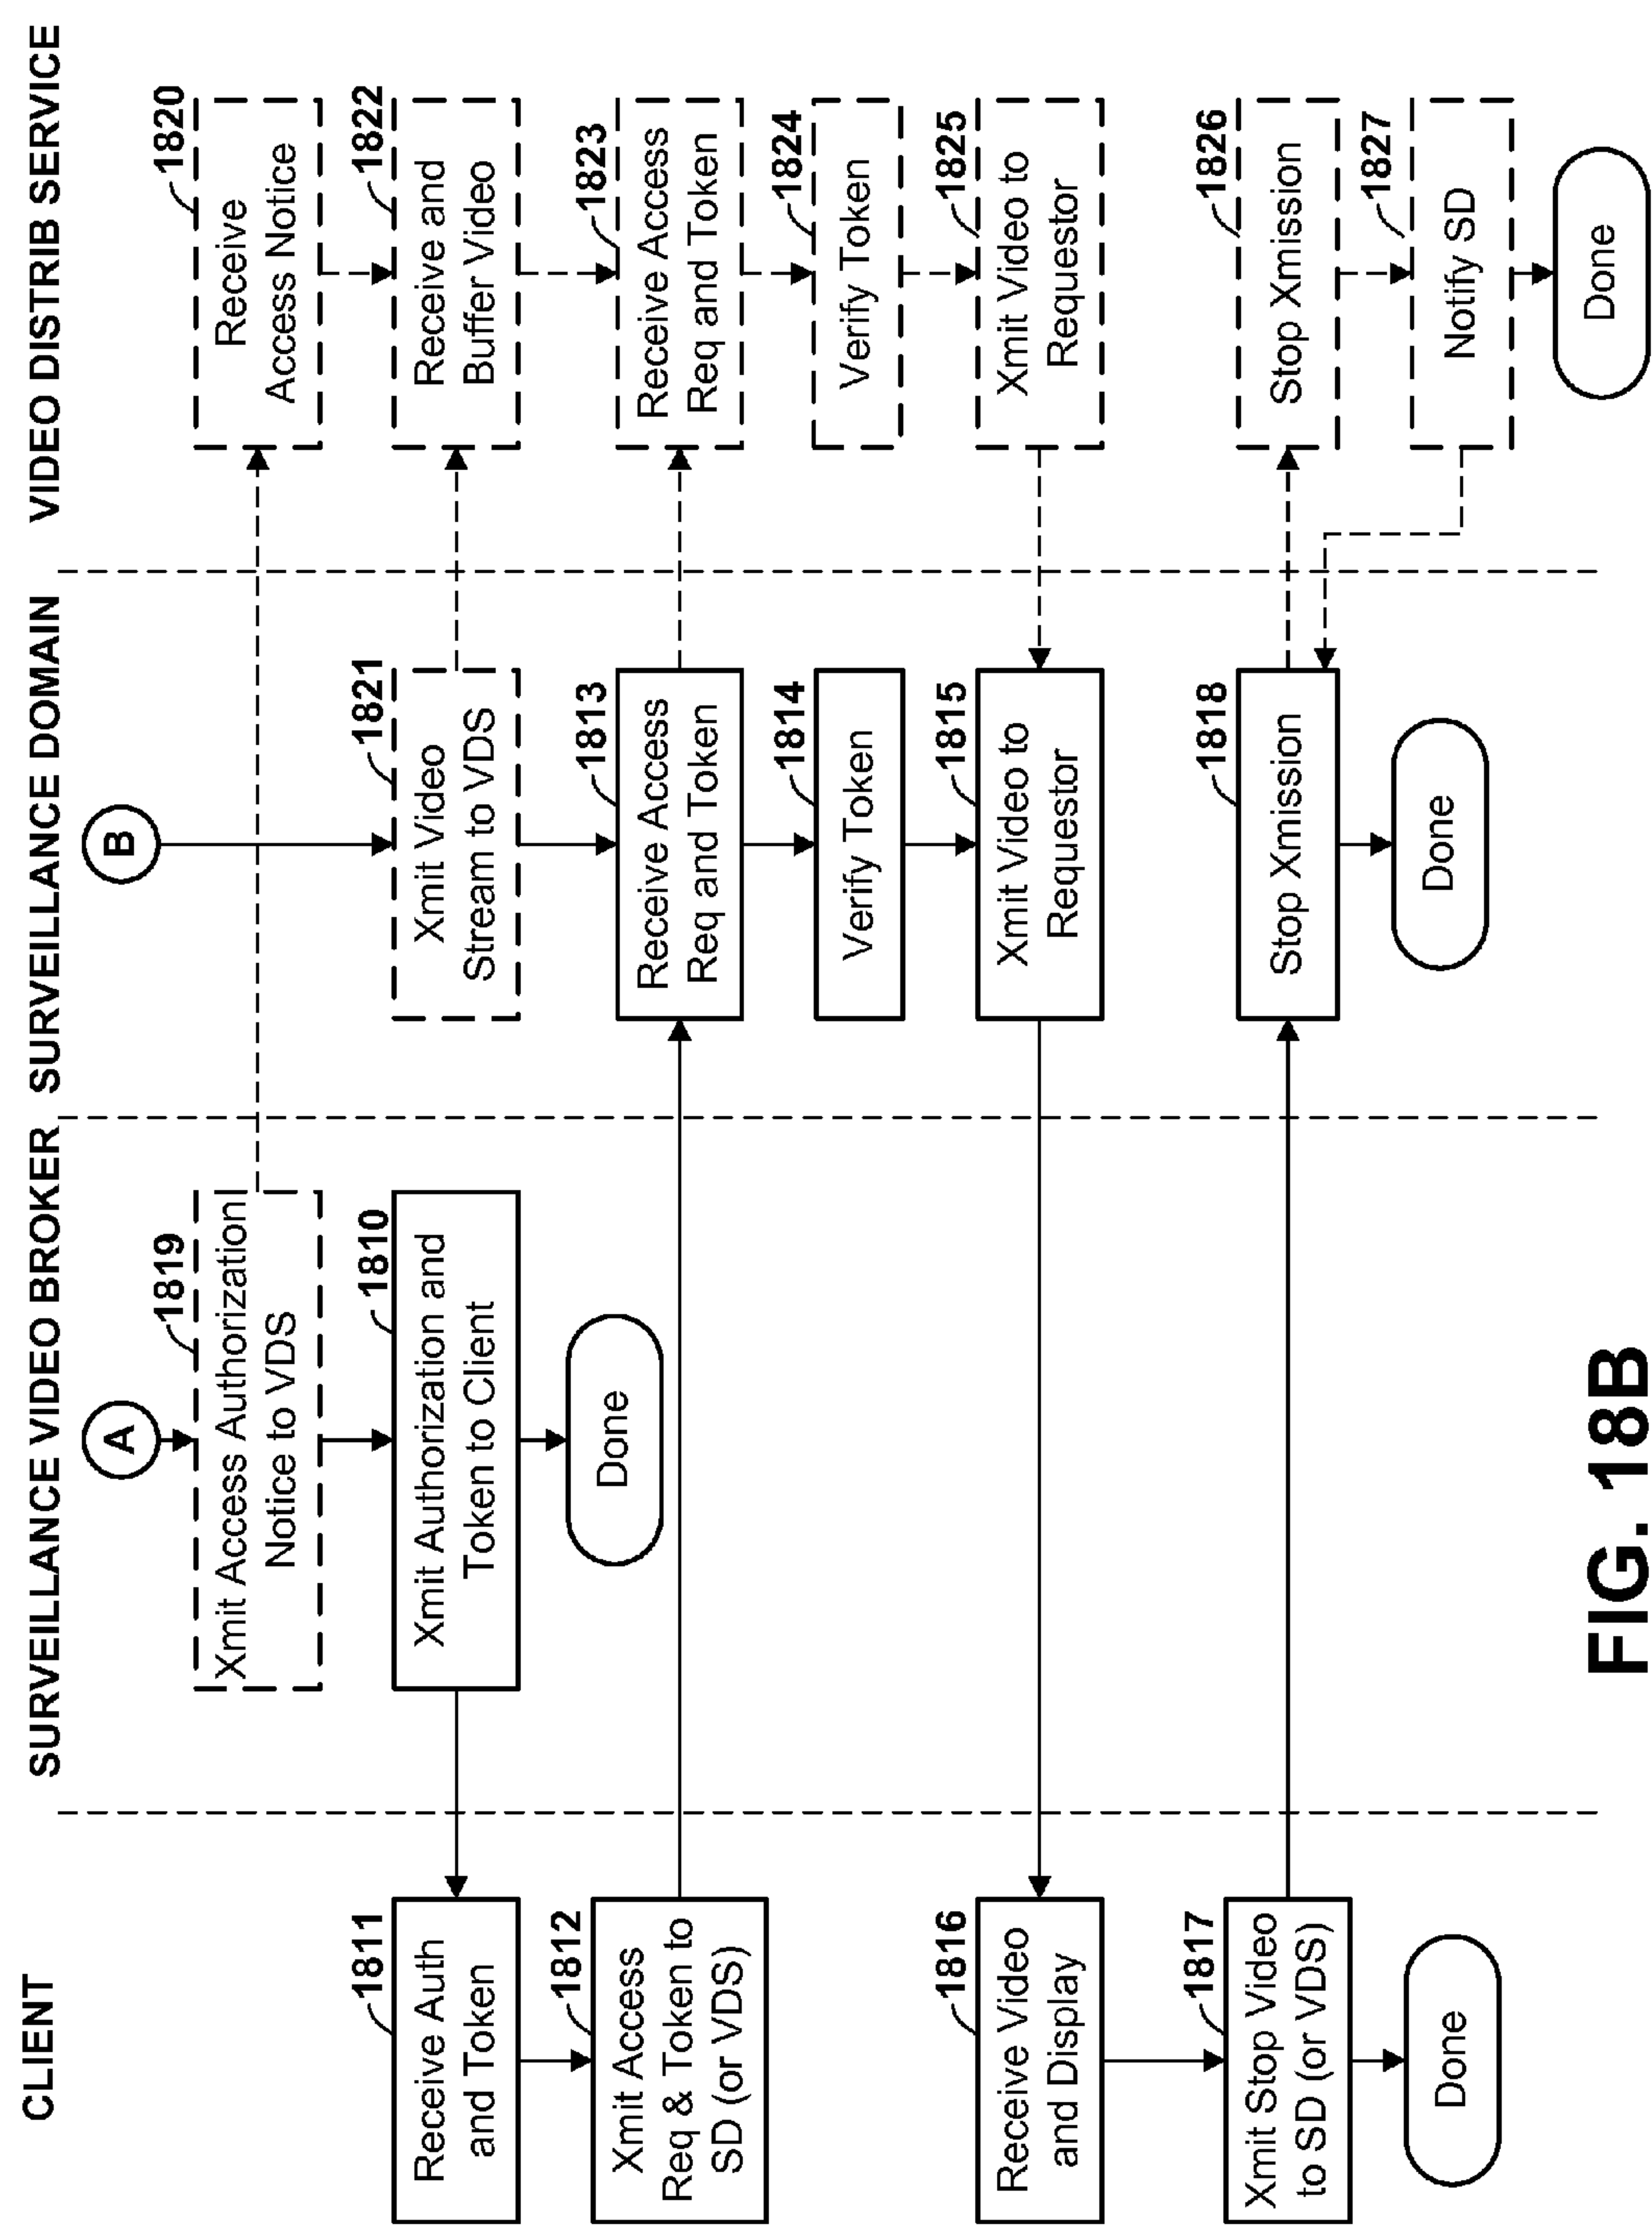 CLIENT
SURVEILLANCE VIDEO BROKER
SURVEILLANCE DOMAIN
VIDEO DISTRIB SERVICE
A
B
1819
Xmit Access Authorization
Notice to VDS
1820
Receive
Access Notice
1811
Receive Auth
and Token
1810
Xmit Authorization and
Token to Client
1821
Xmit Video
Stream to VDS
1822
Receive and
Buffer Video
Done
1812
Xmit Access
Req & Token to
SD (or VDS)
1813
Receive Access
Req and Token
1823
Receive Access
Req and Token
1814
Verify Token
1824
Verify Token
1816
Receive Video
and Display
1815
Xmit Video to
Requestor
1825
Xmit Video to
Requestor
1817
Xmit Stop Video
to SD (or VDS)
1818
Stop Xmission
1826
Stop Xmission
1827
Notify SD
Done
Done
Done
FIG. 18B